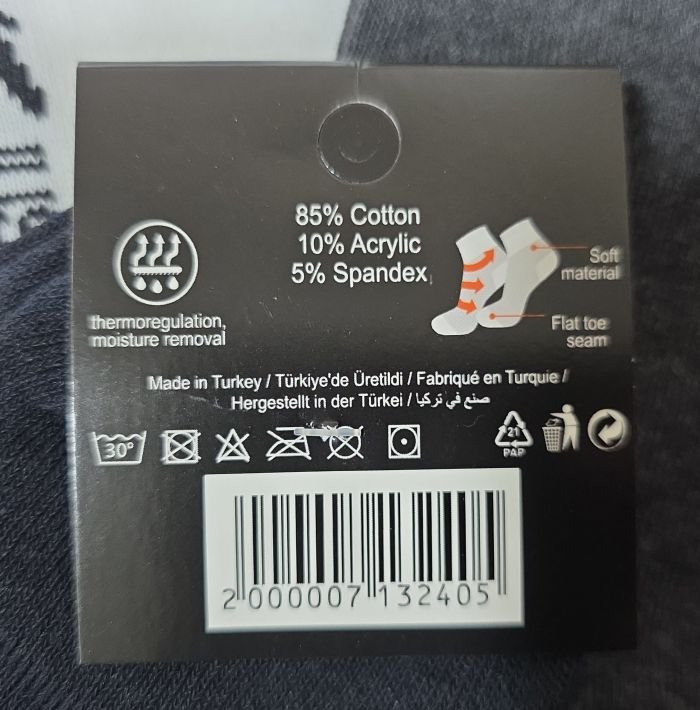 85% Cotton
10% Acrylic
5% Spandex
Soft material
Flat toe seam
thermoregulation,
moisture removal
Made in Turkey / Türkiye'de Üretildi / Fabriqué en Turquie /
Hergestellt in der Türkei / صنع في تركيا
30°
21
PAP
2 000007 132405